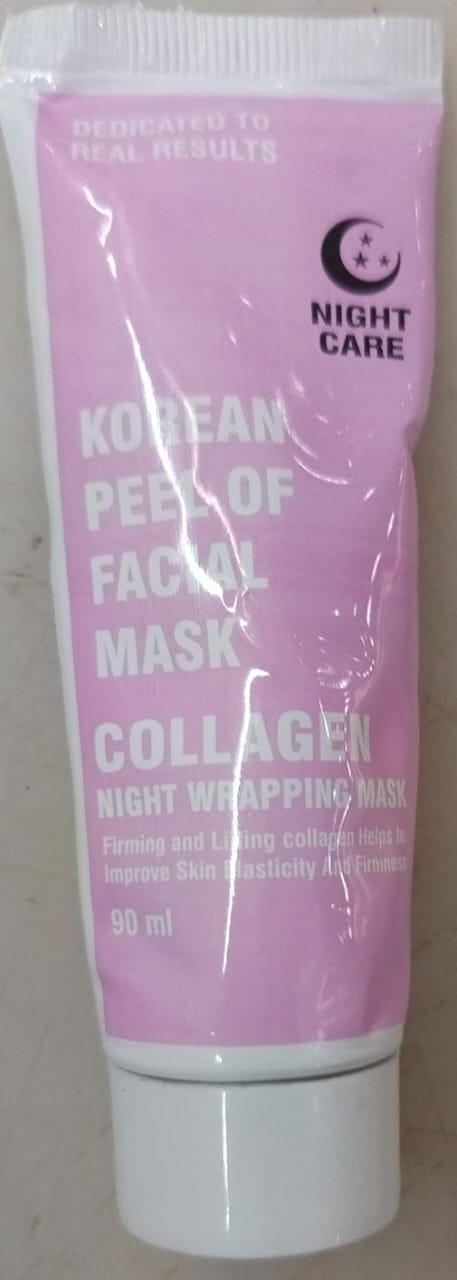 DEDICATED TO
REAL RESULTS
NIGHT
CARE
KOREAN
PEEL OF
FACIAL
MASK
COLLAGEN
NIGHT WRAPPING MASK
Firming and Lifting collagen Helps to
Improve Skin Elasticity And Firminess
90 ml